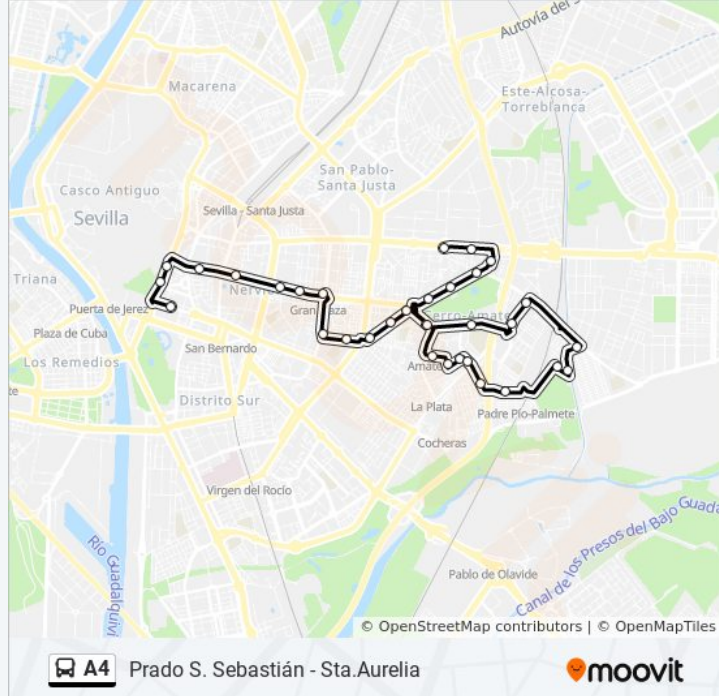 Autovía del S
Macarena
Este-Alcosa-
Torreblanca
San Pablo-
Santa Justa
Casco Antiguo
Sevilla
Sevilla - Santa Justa
Triana
Nervi
Puerta de Jerez
Gran Plaza
Cerro-Amate
Plaza de Cuba
San Bernardo
Los Remedios
Amate
Distrito Sur
La Plata
Padre Pío-Palmete
Cocheras
Virgen del Rocío
Río Guadalquivi
Canal de los Presos del Bajo Guada
Pablo de Olavide
© OpenStreetMap contributors | © OpenMapTiles
A4 Prado S. Sebastián - Sta.Aurelia
moovit